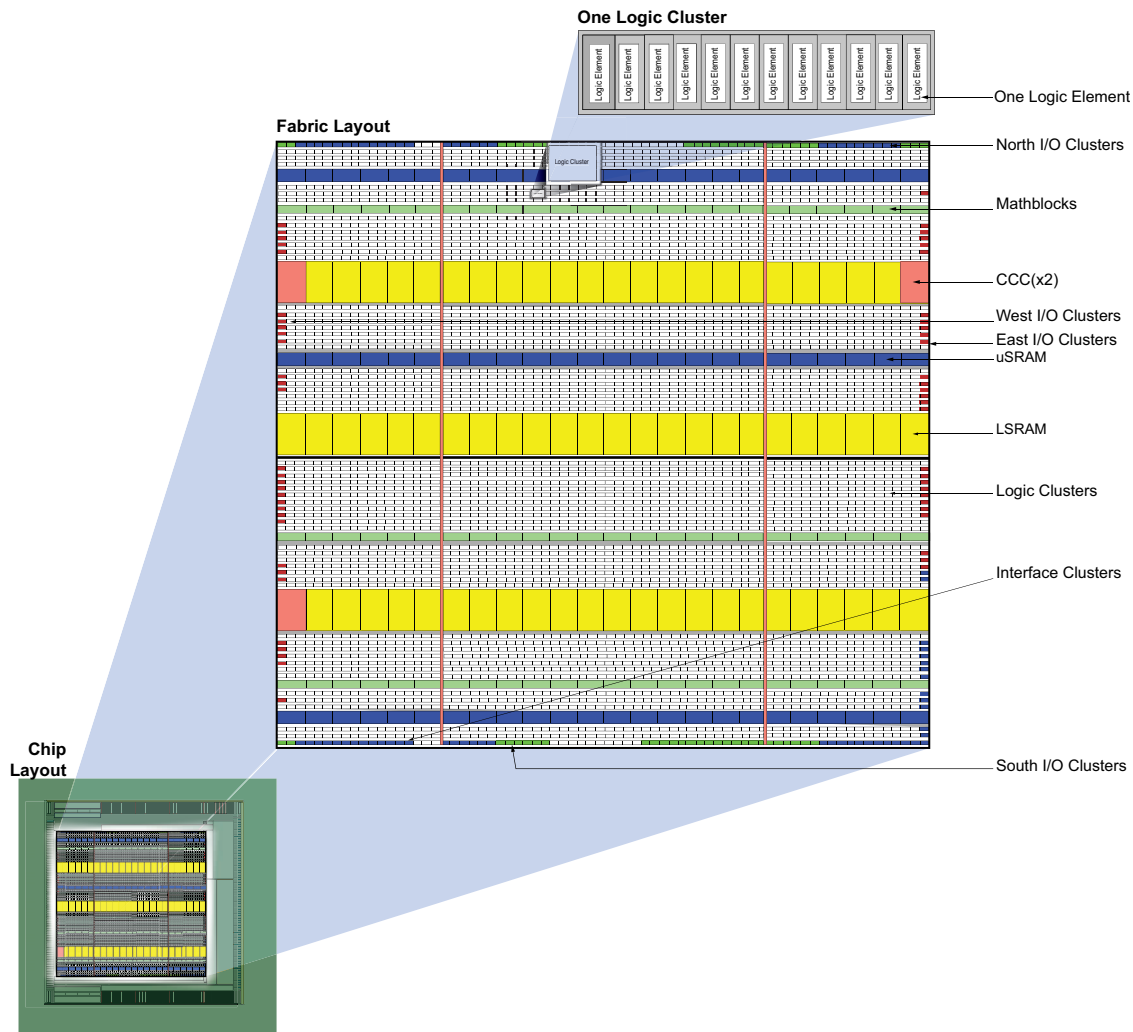 One Logic Cluster
Logic Element
Logic Element
Logic Element
Logic Element
Logic Element
Logic Element
Logic Element
Logic Element
Logic Element
Logic Element
Logic Element
Logic Element
One Logic Element
Fabric Layout
Logic Cluster
North I/O Clusters
Mathblocks
CCC(x2)
West I/O Clusters
East I/O Clusters
uSRAM
LSRAM
Logic Clusters
Interface Clusters
South I/O Clusters
Chip
Layout